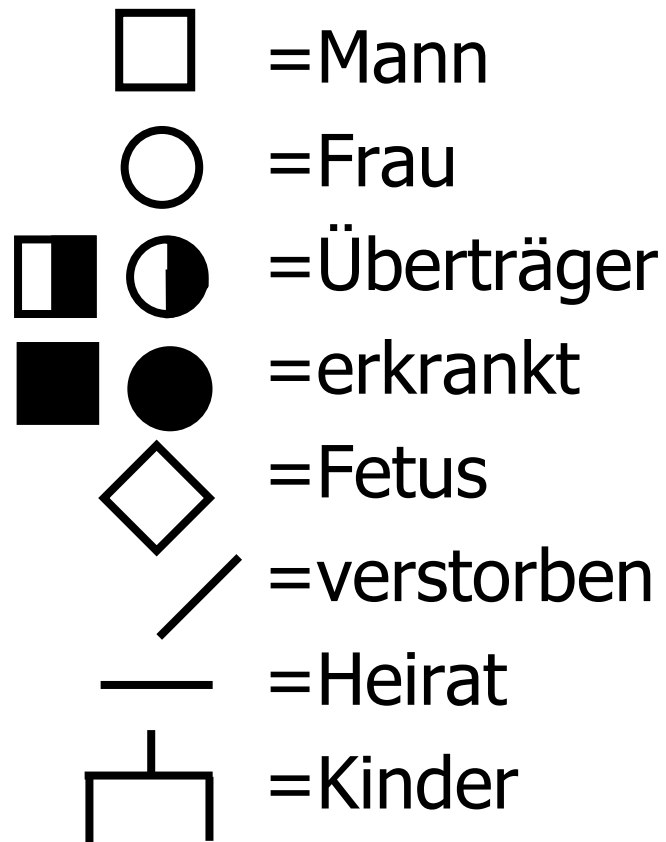 =Mann
=Frau
=Überträger
=erkrankt
=Fetus
=verstorben
=Heirat
=Kinder